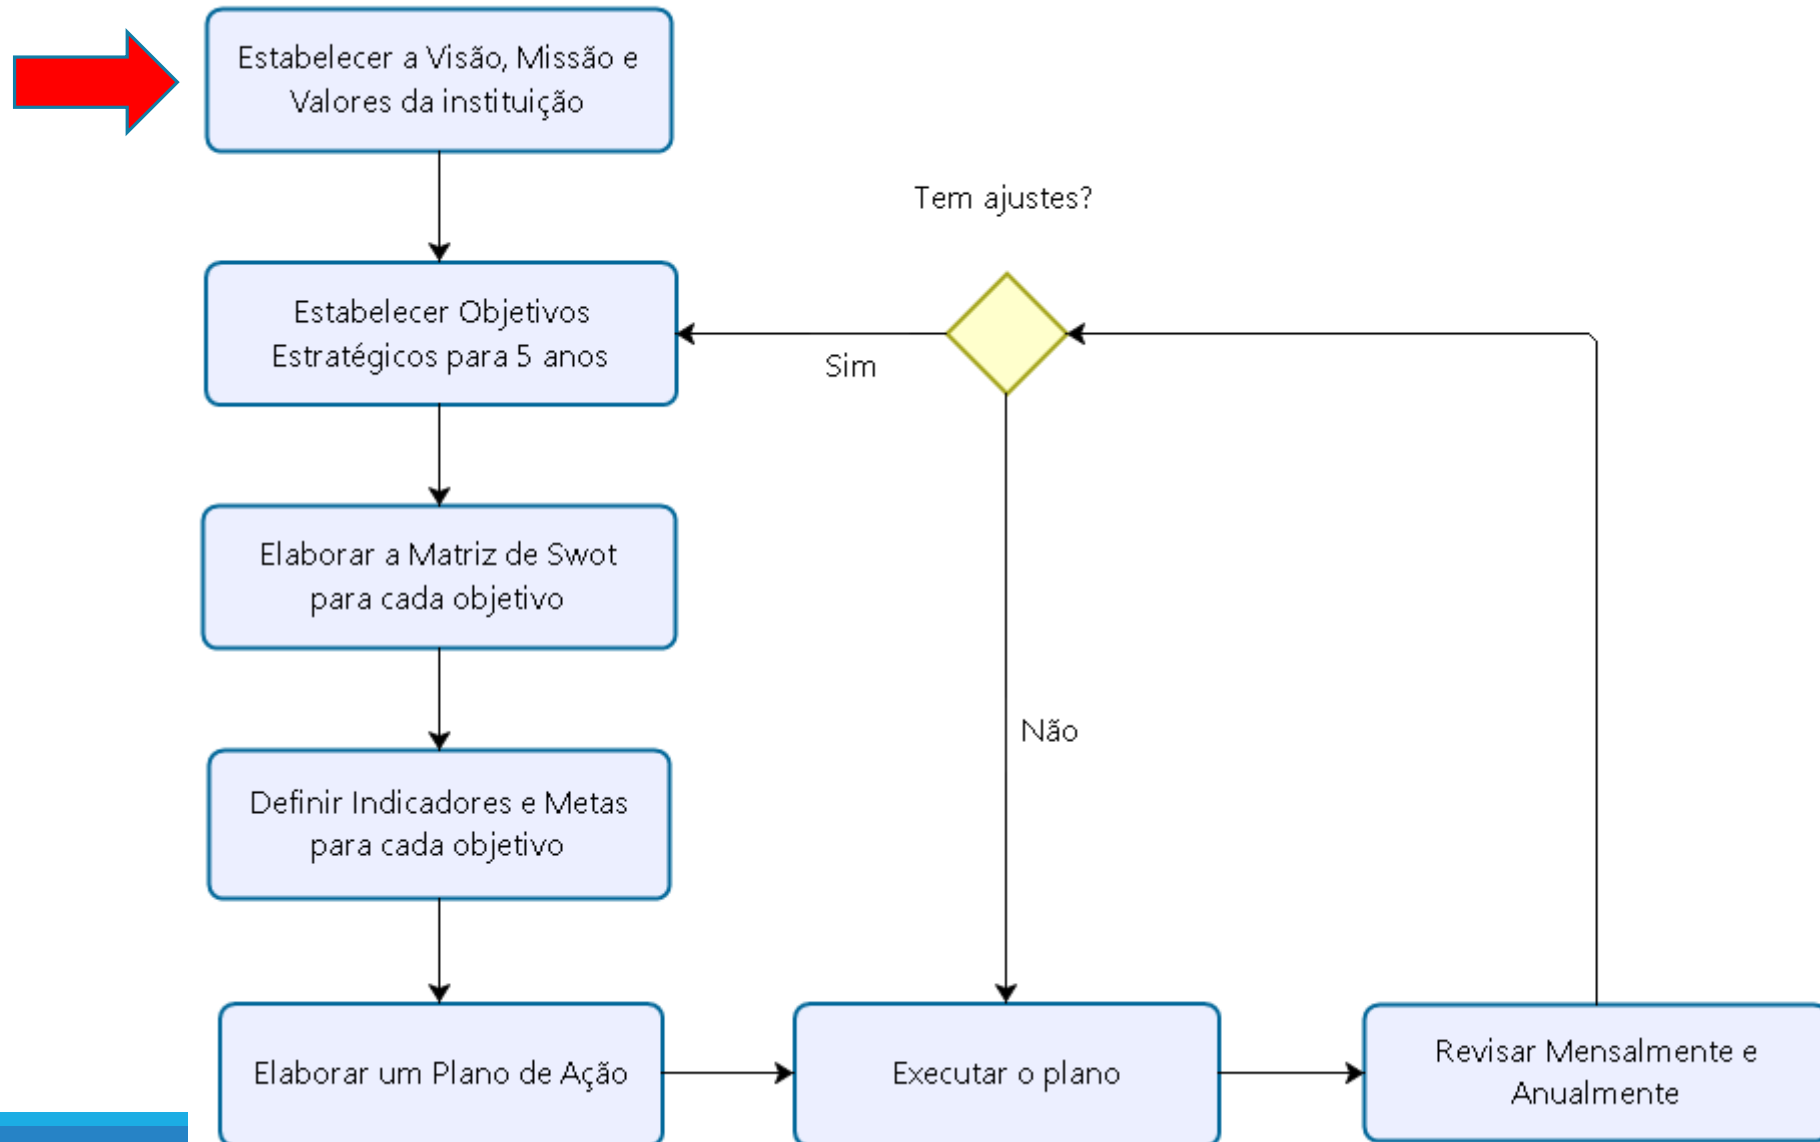 Estabelecer a Visão, Missão e
Valores da instituição
Tem ajustes?
Estabelecer Objetivos
Estratégicos para 5 anos
Sim
Elaborar a Matriz de Swot
para cada objetivo
Não
Definir Indicadores e Metas
para cada objetivo
Elaborar um Plano de Ação
Executar o plano
Revisar Mensalmente e
Anualmente